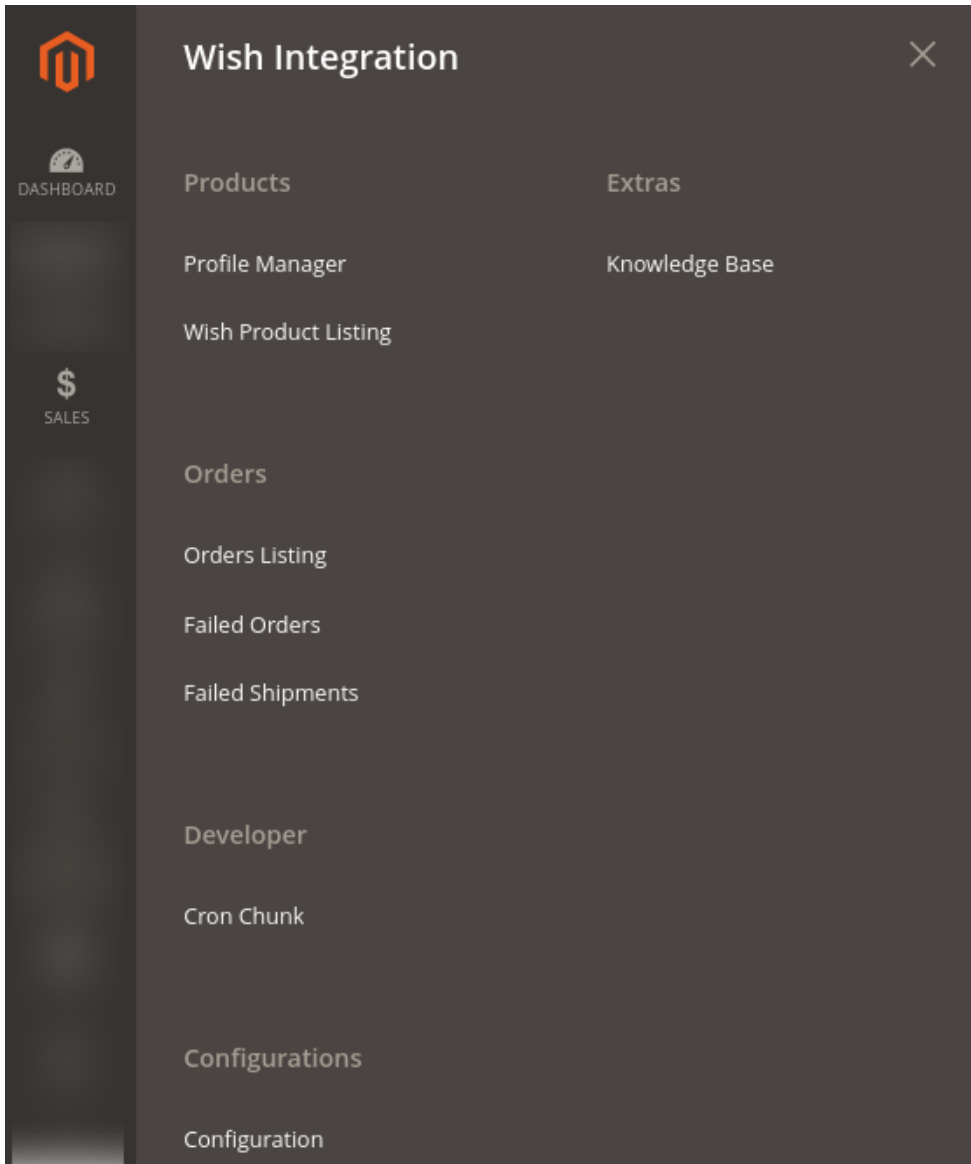 Wish Integration
DASHBOARD
SALES
Products
Profile Manager
Wish Product Listing
Orders
Orders Listing
Failed Orders
Failed Shipments
Developer
Cron Chunk
Configurations
Configuration
Extras
Knowledge Base